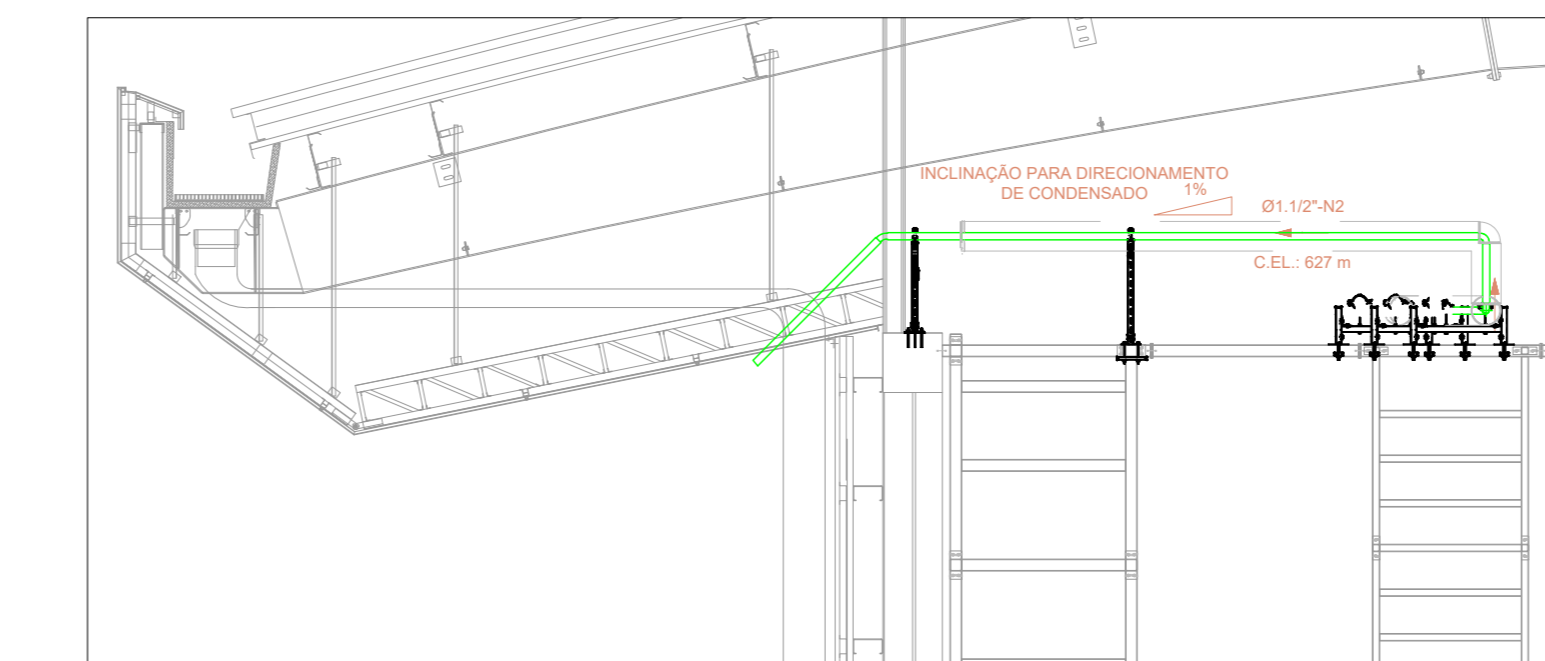 INCLINAÇÃO PARA DIRECIONAMENTO
DE CONDENSADO
1%
Ø1.1/2"-N2
C.EL.: 627 m